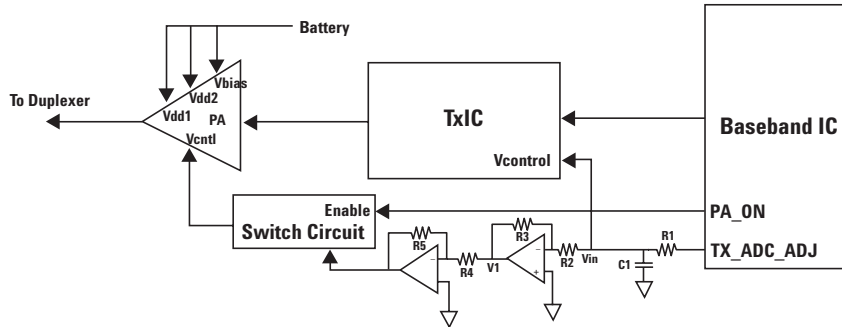 Battery
Vbias
Vdd2
Vdd1
To Duplexer
PA
Vcntl
TxIC
Vcontrol
Baseband IC
Enable
Switch Circuit
PA_ON
TX_ADC_ADJ
R5
R4
V1
R3
R2
Vin
C1
R1
-
-
+